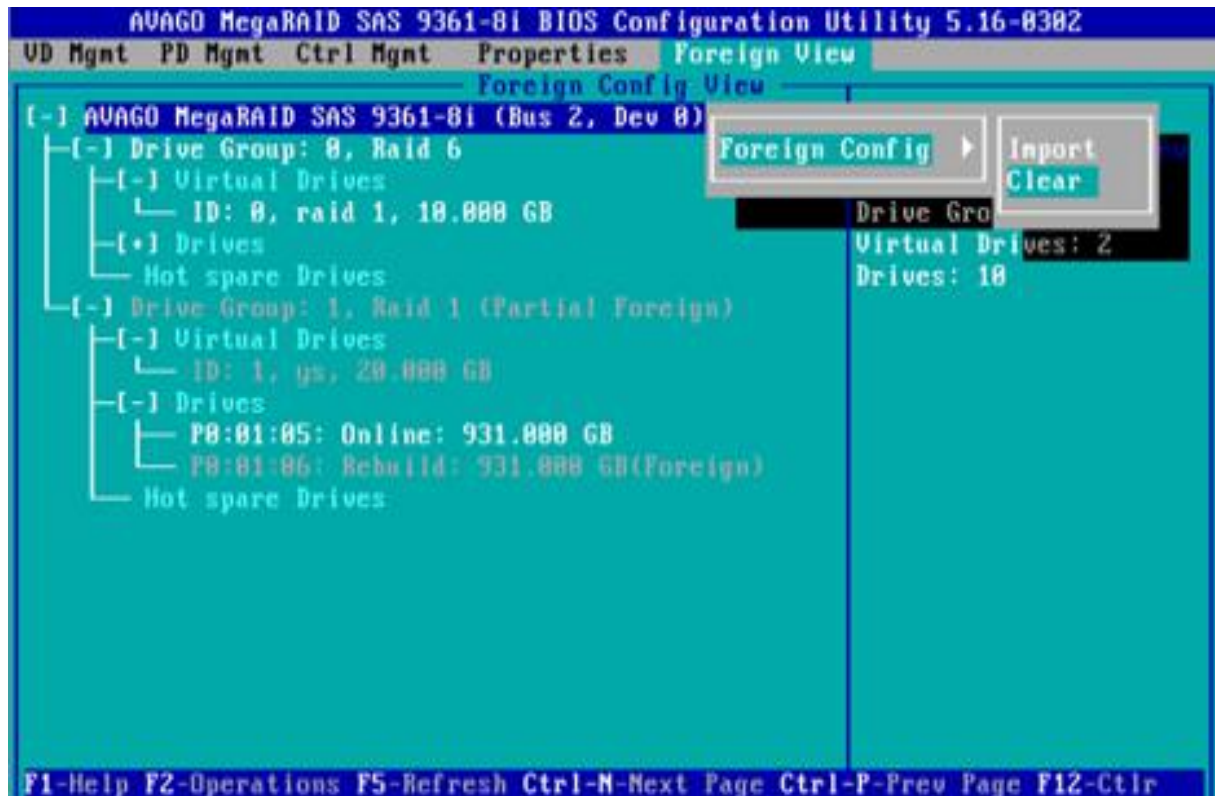 AVAGO MegaRAID SAS 9361-8i BIOS Configuration Utility 5.16-0302
VD Mgmt PD Mgmt Ctrl Mgmt Properties Foreign View
Foreign Config View
[-] AVAGO MegaRAID SAS 9361-8i (Bus 2, Dev 0)
[-] Drive Group: 0, Raid 6
Foreign Config
Import
[-] Virtual Drives
Clear
ID: 0, raid 1, 10.000 GB
Drive Gro
[+] Drives
Virtual Drives: 2
Hot spare Drives
Drives: 10
[-] Drive Group: 1, Raid 1 (Partial Foreign)
[-] Virtual Drives
ID: 1, ys, 20.000 GB
[-] Drives
P0:01:05: Online: 931.000 GB
P0:01:06: Rebuild: 931.000 GB(Foreign)
Hot spare Drives
F1-Help F2-Operations F5-Refresh Ctrl-N-Next Page Ctrl-P-Prev Page F12-Ctlr